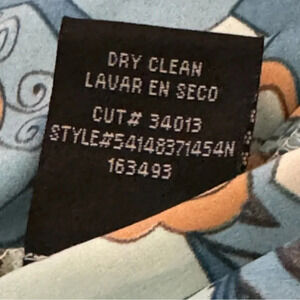 DRY CLEAN
LAVAR EN SECO
CUT# 34013
STYLE#54148371454N
163493